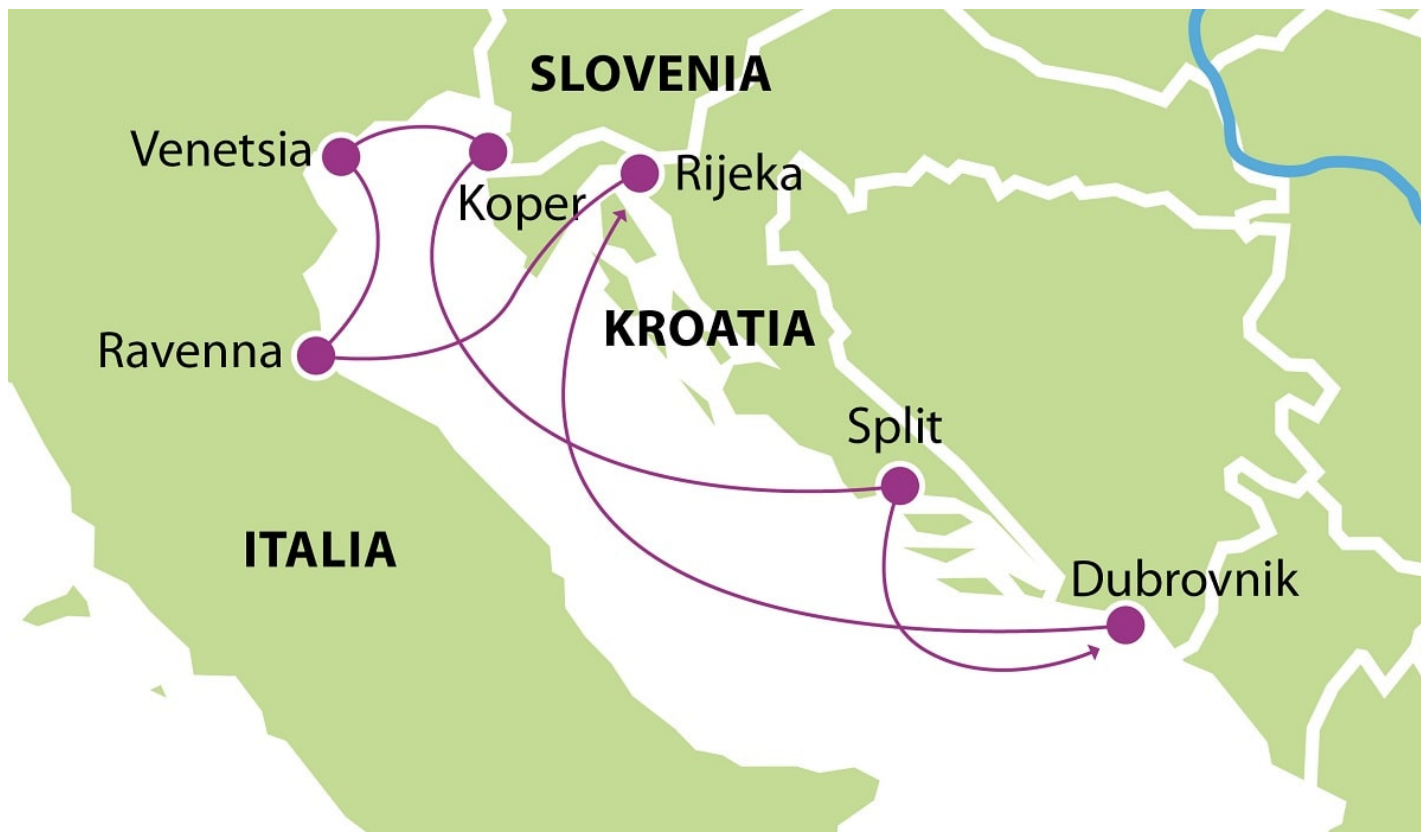 SLOVENIA
Venetsia
Rijeka
Koper
KROATIA
Ravenna
Split
ITALIA
Dubrovnik